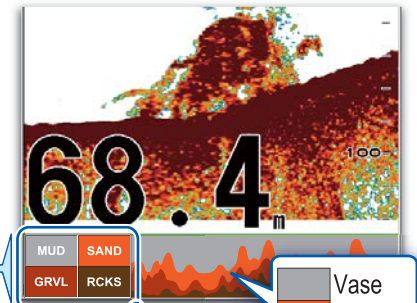 100
68.4m
MUD SAND
GRVL RCKS
Vase